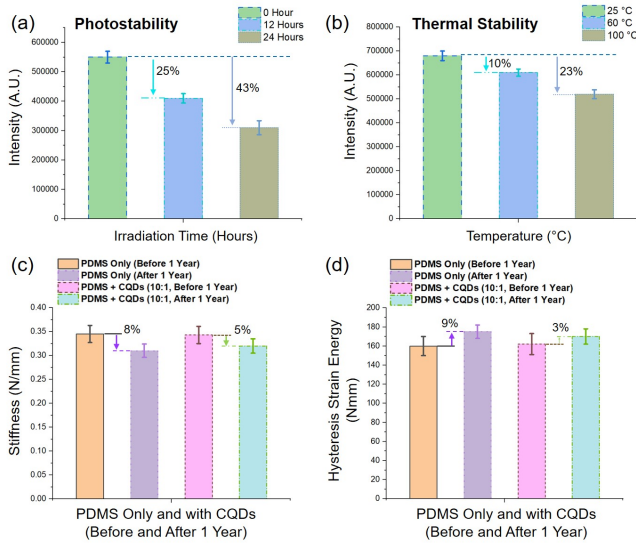 (a)
Photostability
0 Hour
12 Hours
24 Hours
600000
500000
400000
300000
200000
100000
0
Intensity (A.U.)
25%
43%
Irradiation Time (Hours)
(b)
Thermal Stability
25 °C
60 °C
100 °C
800000
700000
600000
500000
400000
300000
200000
100000
0
Intensity (A.U.)
10%
23%
Temperature (°C)
(c)
PDMS Only (Before 1 Year)
PDMS Only (After 1 Year)
PDMS + CQDs (10:1, Before 1 Year)
PDMS + CQDs (10:1, After 1 Year)
0.40
0.35
0.30
0.25
0.20
0.15
0.10
0.05
0.00
Stiffness (N/mm)
8%
5%
PDMS Only and with CQDs
(Before and After 1 Year)
(d)
PDMS Only (Before 1 Year)
PDMS Only (After 1 Year)
PDMS + CQDs (10:1, Before 1 Year)
PDMS + CQDs (10:1, After 1 Year)
200
180
160
140
120
100
80
60
40
20
0
Hysteresis Strain Energy
(Nmm)
9%
3%
PDMS Only and with CQDs
(Before and After 1 Year)